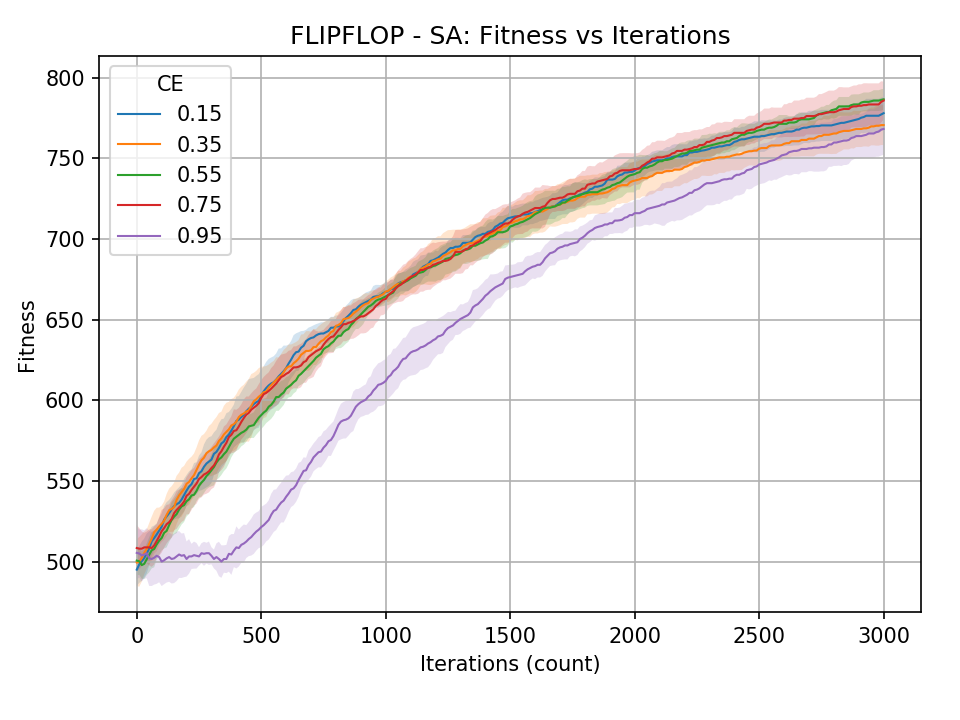 FLIPFLOP - SA: Fitness vs Iterations
CE
0.15
0.35
0.55
0.75
0.95
Fitness
800
750
700
650
600
550
500
0 500 1000 1500 2000 2500 3000
Iterations (count)